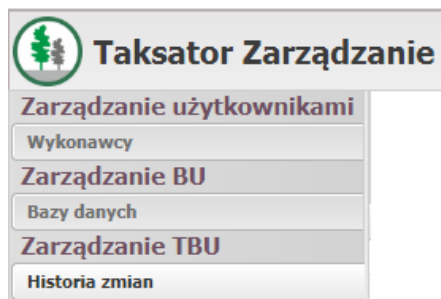 Taksator Zarządzanie
Zarządzanie użytkownikami
Wykonawcy
Zarządzanie BU
Bazy danych
Zarządzanie TBU
Historia zmian